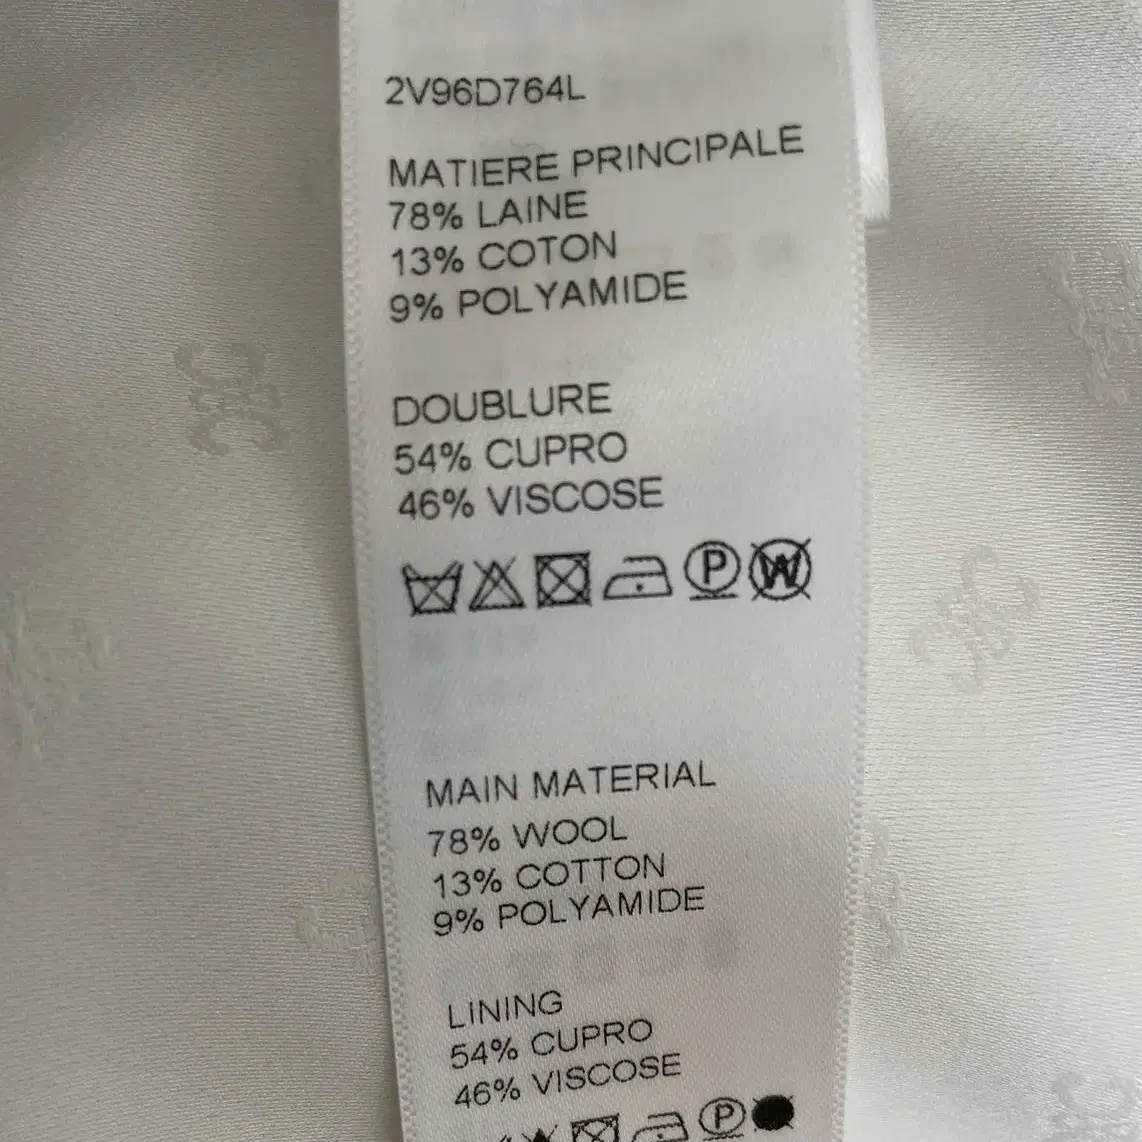 2V96D764L
MATIERE PRINCIPALE
78% LAINE
13% COTON
9% POLYAMIDE
DOUBLURE
54% CUPRO
46% VISCOSE
P W
MAIN MATERIAL
78% WOOL
13% COTTON
9% POLYAMIDE
LINING
54% CUPRO
46% VISCOSE
P